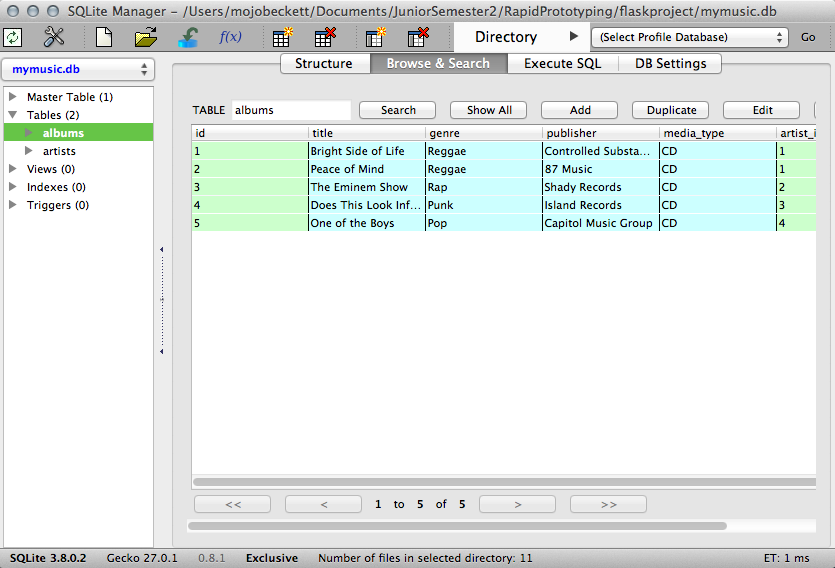 SQLite Manager - /Users/mojobeckett/Documents/JuniorSemester2/RapidPrototyping/flaskproject/mymusic.db
f(x) Directory (Select Profile Database) Go
mymusic.db
Structure Browse & Search Execute SQL DB Settings
Master Table (1)
Tables (2)
albums
artists
Views (0)
Indexes (0)
Triggers (0)
TABLE albums Search Show All Add Duplicate Edit
id title genre publisher media_type artist_i
1 Bright Side of Life Reggae Controlled Substa... CD 1
2 Peace of Mind Reggae 87 Music CD 1
3 The Eminem Show Rap Shady Records CD 2
4 Does This Look Inf... Punk Island Records CD 3
5 One of the Boys Pop Capitol Music Group CD 4
<< < 1 to 5 of 5 > >>
SQLite 3.8.0.2 Gecko 27.0.1 0.8.1 Exclusive Number of files in selected directory: 11 ET: 1 ms